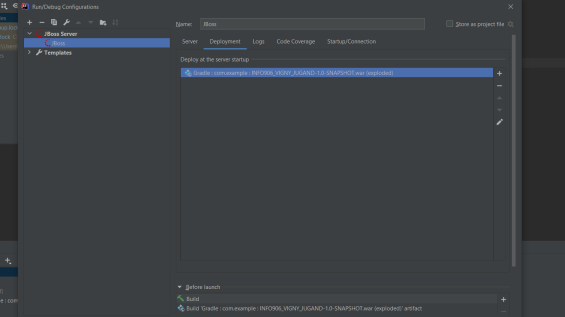 Run/Debug Configurations
Name: JBoss
Store as project file
JBoss Server
JBoss
Templates
Server Deployment Logs Code Coverage Startup/Connection
Deploy at the server startup
Gradle : com.example : INFO906_VIGNY_JUGAND-1.0-SNAPSHOT.war (exploded)
Before launch
Build
Build 'Gradle : com.example : INFO906_VIGNY_JUGAND-1.0-SNAPSHOT.war (exploded)' artifact